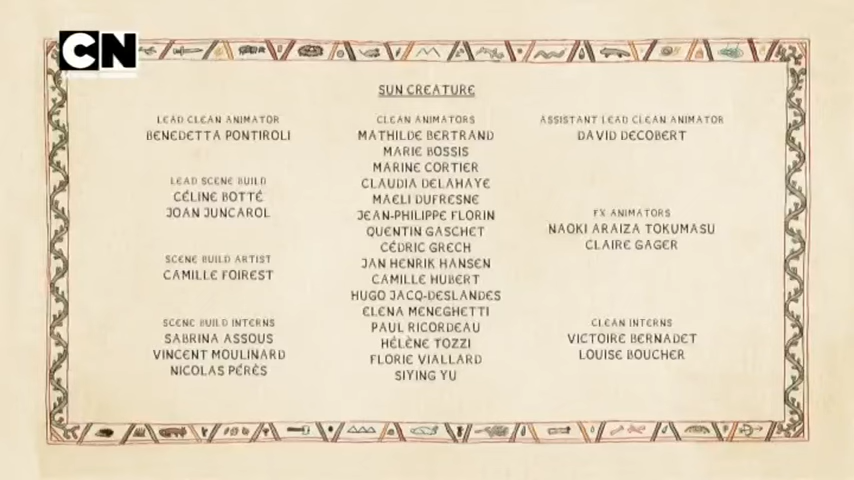 CN
SUN CREATURE
LEAD CLEAN ANIMATOR
BENEDETTA PONTIROLI
LEAD SCENE BUILD
CÉLINE BOTTÉ
JOAN JUNCAROL
SCENE BUILD ARTIST
CAMILLE FOIREST
SCENE BUILD INTERNS
SABRINA ASSOUS
VINCENT MOULINARD
NICOLAS PÉRÈS
CLEAN ANIMATORS
MATHILDE BERTRAND
MARIE BOSSIS
MARINE CORTIER
CLAUDIA DELAHAYE
MAELI DUFRESNE
JEAN-PHILIPPE FLORIN
QUENTIN GASCHET
CÉDRIC GRECH
JAN HENRIK HANSEN
CAMILLE HUBERT
HUGO JACQ-DESLANDES
ELENA MENEGHETTI
PAUL RICORDEAU
HÉLÈNE TOZZI
FLORIE VIALLARD
SIYING YU
ASSISTANT LEAD CLEAN ANIMATOR
DAVID DECOBERT
FX ANIMATORS
NAOKI ARAIZA TOKUMASU
CLAIRE GAGER
CLEAN INTERNS
VICTOIRE BERNADET
LOUISE BOUCHER